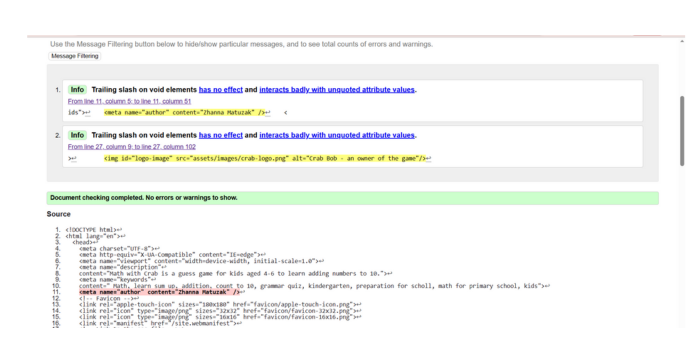 Use the Message Filtering button below to hide/show particular messages, and to see total counts of errors and warnings.
Message Filtering
1. Info Trailing slash on void elements has no effect and interacts badly with unquoted attribute values.
From line 11, column 5; to line 11, column 51
ids">↩ <meta name="author" content="Zhanna Matuzak" />↩ <
2. Info Trailing slash on void elements has no effect and interacts badly with unquoted attribute values.
From line 27, column 9; to line 27, column 102
>↩ <img id="logo-image" src="assets/images/crab-logo.png" alt="Crab Bob - an owner of the game"/>↩
Document checking completed. No errors or warnings to show.
Source
1. <!DOCTYPE html>↩
2. <html lang="en">↩
3. <head>↩
4. <meta charset="UTF-8">↩
5. <meta http-equiv="X-UA-Compatible" content="IE=edge">↩
6. <meta name="viewport" content="width=device-width, initial-scale=1.0">↩
7. <meta name="description"↩
8. content="Math with Crab is a guess game for kids aged 4-6 to learn adding numbers to 10.">↩
9. <meta name="keywords"↩
10. content=" Math, learn sum up, addition, count to 10, grammar quiz, kindergarten, preparation for scholl, math for primary school, kids">↩
11. <meta name="author" content="Zhanna Matuzak" />↩
12. <!-- Favicon -->↩
13. <link rel="apple-touch-icon" sizes="180x180" href="favicon/apple-touch-icon.png">↩
14. <link rel="icon" type="image/png" sizes="32x32" href="favicon/favicon-32x32.png">↩
15. <link rel="icon" type="image/png" sizes="16x16" href="favicon/favicon-16x16.png">↩
16. <link rel="manifest" href="/site.webmanifest">↩